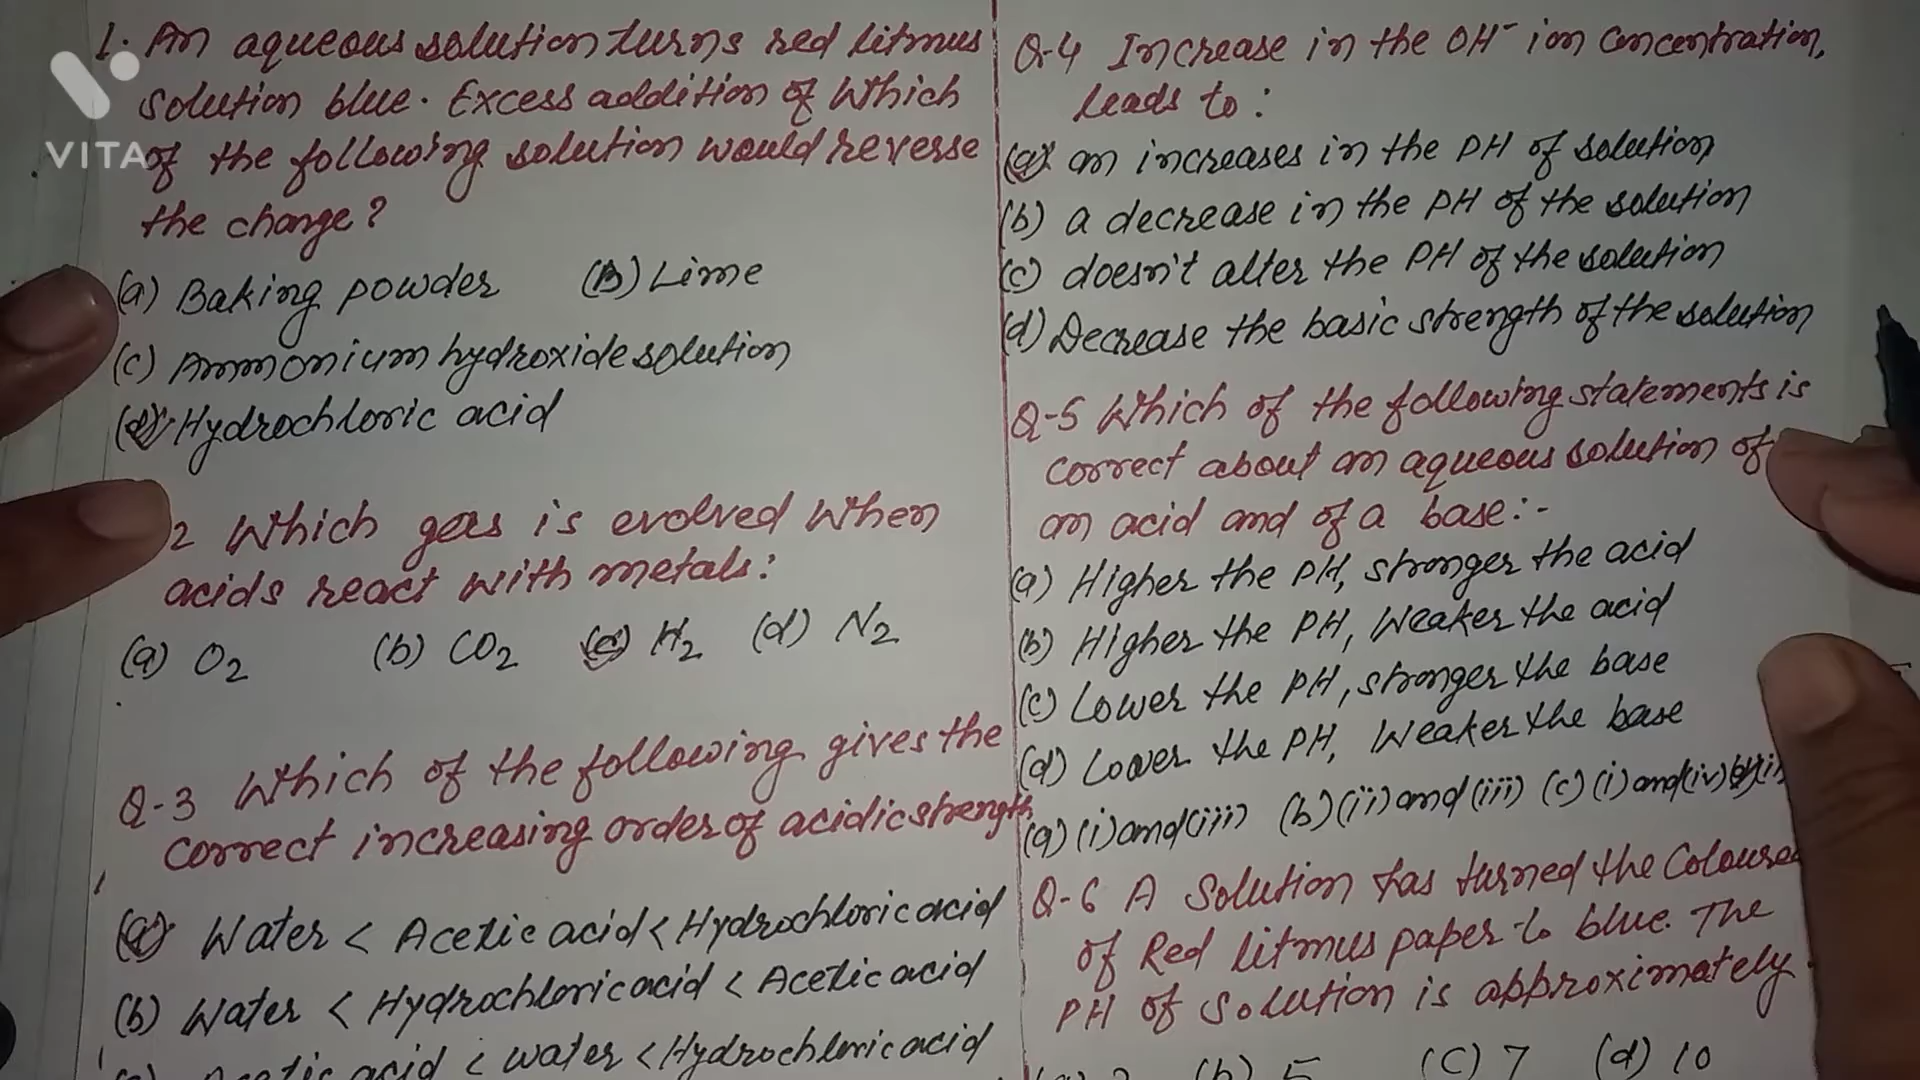 VITA
1. An aqueous solution turns red litmus
solution blue. Excess addition of Which
of the following solution would reverse
the change?
(a) Baking powder (B) Lime
(c) Ammonium hydroxide solution
(d) Hydrochloric acid
2 Which gas is evolved When
acids react with metals:
(a) O2 (b) CO2 (c) H2 (d) N2
Q-3 Which of the following gives the
correct increasing order of acidic strength
(a) Water < Acetic acid < Hydrochloric acid
(b) Water < Hydrochloric acid < Acetic acid
acid < water < Hydrochloric acid
Q-4 Increase in the OH⁻ ion concentration,
leads to:
(a) an increases in the PH of solution
(b) a decrease in the PH of the solution
(c) doesn't alter the PH of the solution
(d) Decrease the basic strength of the solution
Q-5 Which of the following statements is
correct about an aqueous solution of
an acid and of a base:-
(a) Higher the PH, stronger the acid
(b) Higher the PH, Weaker the acid
(c) Lower the PH, stronger the base
(d) Lower the PH, Weaker the base
(a) (i) and (iii) (b) (ii) and (iii) (c) (i) and (iv)
Q-6 A Solution has turned the Coloured
of Red litmus paper to blue. The
PH of solution is approximately
(b) 5 (C) 7 (d) 10